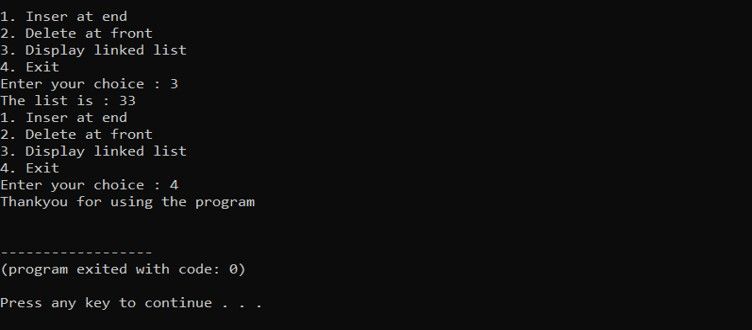 1. Inser at end
2. Delete at front
3. Display linked list
4. Exit
Enter your choice : 3
The list is : 33
1. Inser at end
2. Delete at front
3. Display linked list
4. Exit
Enter your choice : 4
Thankyou for using the program
------------------
(program exited with code: 0)
Press any key to continue . . .